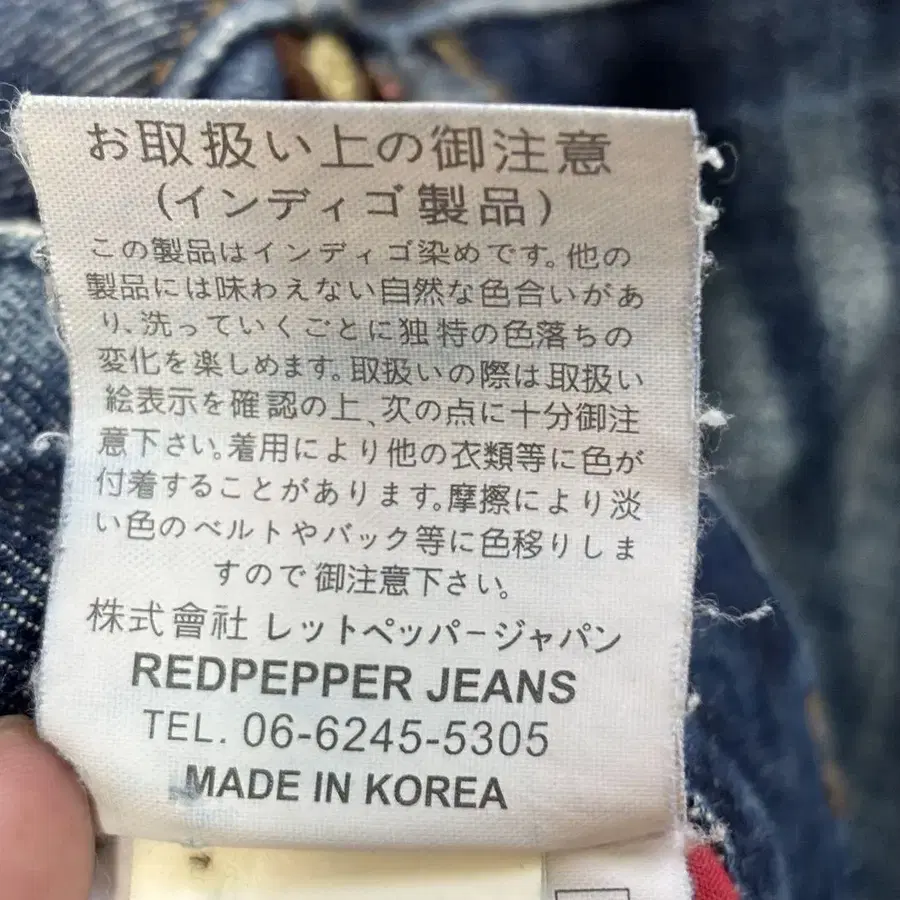 お取扱い上の御注意
(インディゴ製品)
この製品はインディゴ染めです。他の
製品には味わえない自然な色合いがあ
り、洗っていくごとに独特の色落ちの
変化を楽しめます。取扱いの際は取扱い
絵表示を確認の上、次の点に十分御注
意下さい。着用により他の衣類等に色が
付着することがあります。摩擦により淡
い色のベルトやバック等に色移りしま
すので御注意下さい。
株式會社 レットペッパージャパン
REDPEPPER JEANS
TEL. 06-6245-5305
MADE IN KOREA